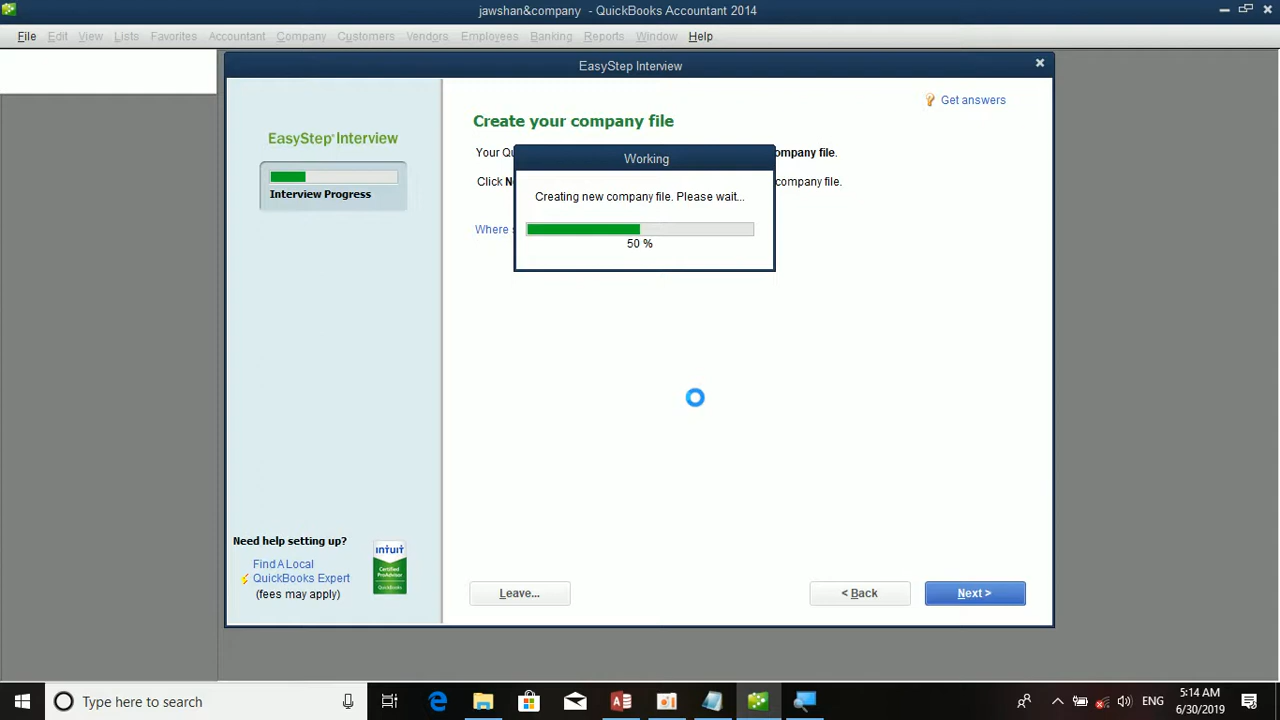 jawshan&company - QuickBooks Accountant 2014
File Edit View Lists Favorites Accountant Company Customers Vendors Employees Banking Reports Window Help
EasyStep Interview
Get answers
EasyStep Interview
Interview Progress
Create your company file
Your Qu
ompany file.
Click N
company file.
Where
Working
Creating new company file. Please wait...
50 %
Need help setting up?
Find A Local
QuickBooks Expert
(fees may apply)
intuit
Certified
ProAdvisor
QuickBooks
Leave...
< Back
Next >
Type here to search
ENG
5:14 AM
6/30/2019